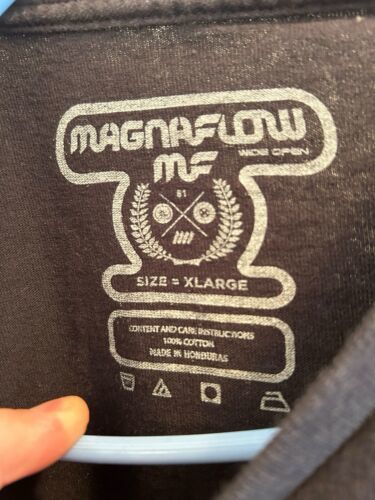 MAGNAFLOW
WIDE OPEN
MF
81
SIZE = XLARGE
CONTENT AND CARE INSTRUCTIONS
100% COTTON
MADE IN HONDURAS